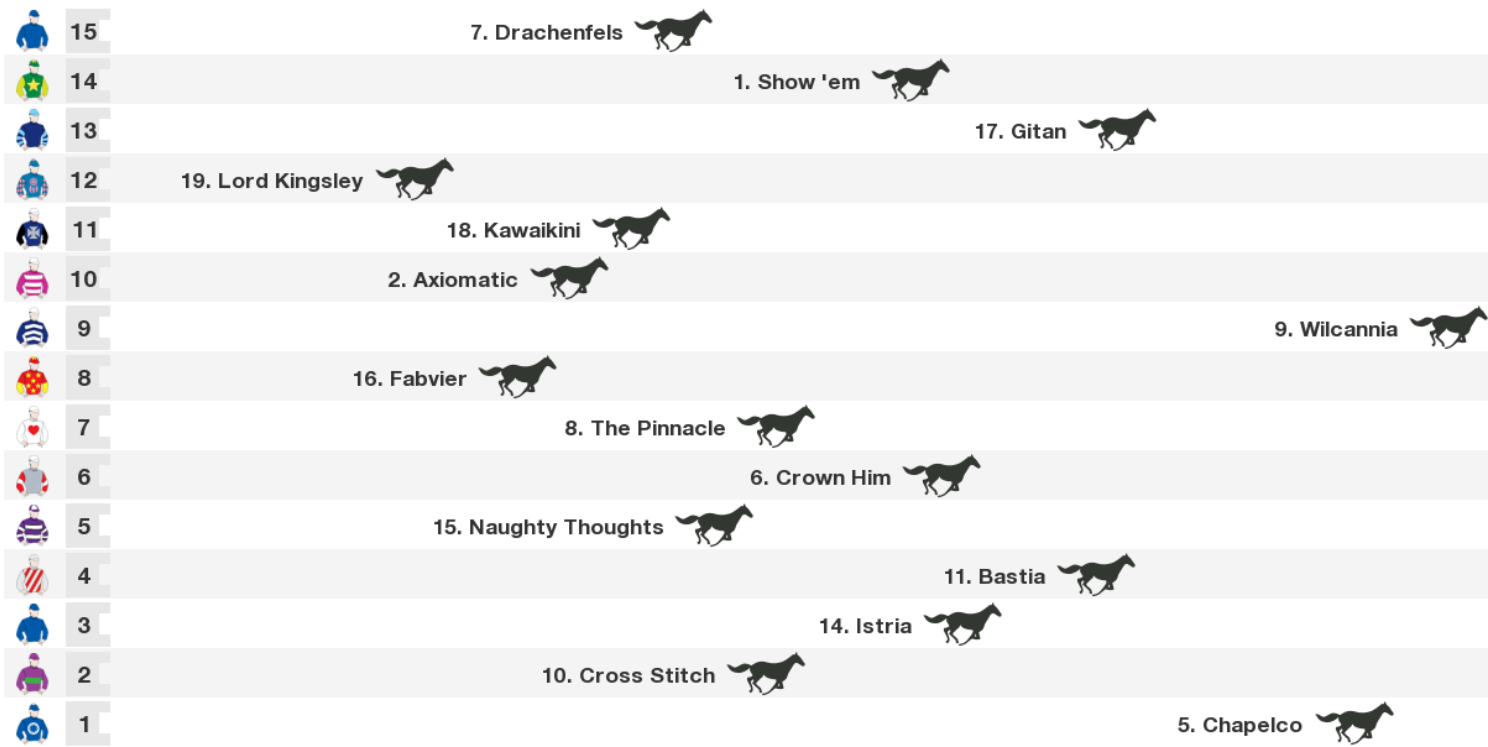 15 7. Drachenfels
14 1. Show 'em
13 17. Gitan
12 19. Lord Kingsley
11 18. Kawaikini
10 2. Axiomatic
9 9. Wilcannia
8 16. Fabvier
7 8. The Pinnacle
6 6. Crown Him
5 15. Naughty Thoughts
4 11. Bastia
3 14. Istria
2 10. Cross Stitch
1 5. Chapelco